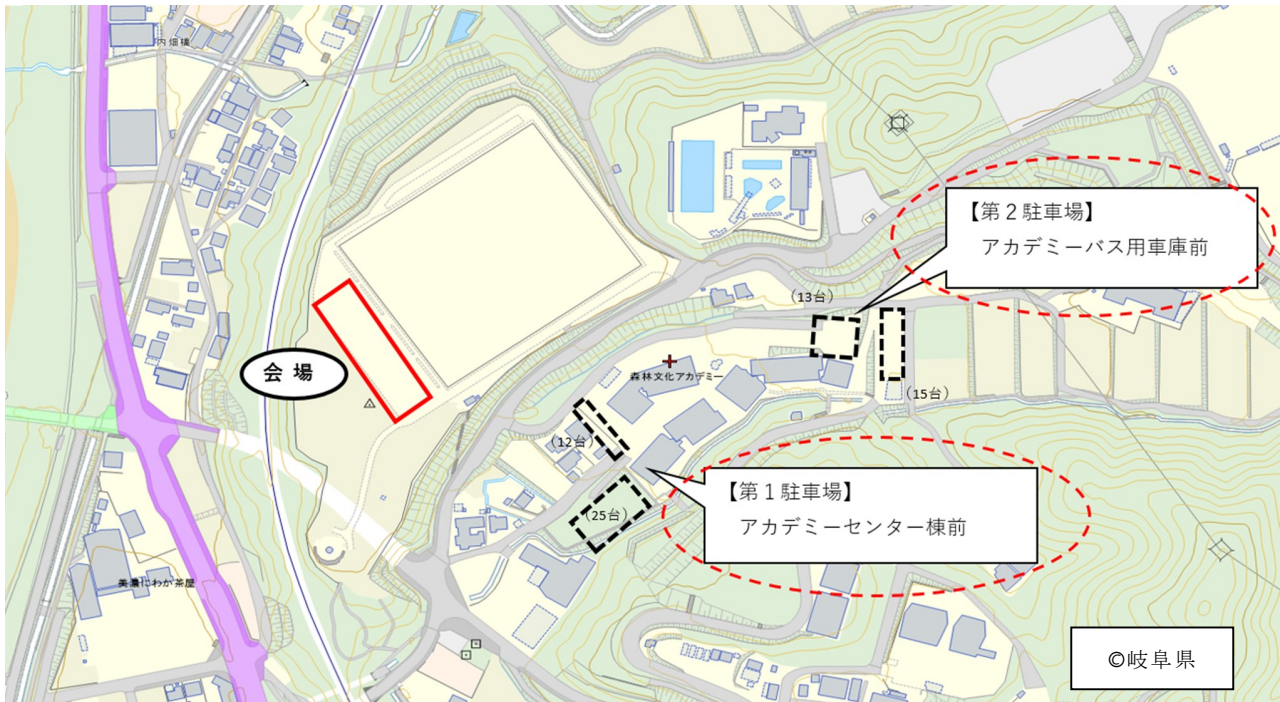 内畑橋
【第２駐車場】
アカデミーバス用車庫前
（13台）
会場
森林文化アカデミー
（15台）
（12台）
【第１駐車場】
アカデミーセンター棟前
（25台）
美濃にわか茶屋
©岐阜県